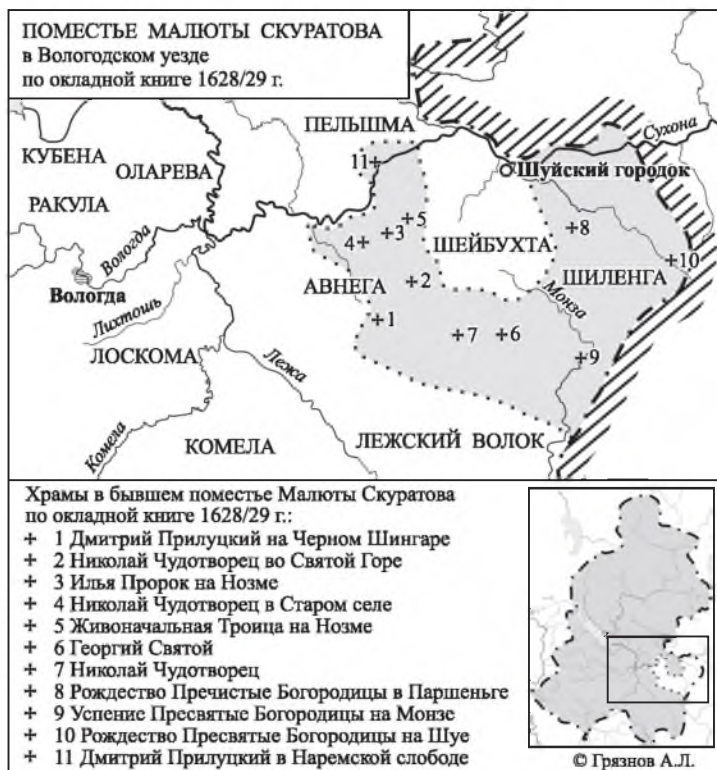 ПОМЕСТЬЕ МАЛЮТЫ СКУРАТОВА
в Вологодском уезде
по окладной книге 1628/29 г.
ПЕЛЬШМА
Сухона
КУБЕНА
ОЛАРЕВА
11
Шуйский городок
РАКУЛА
5
Вологда
4
3
ШЕЙБУХТА
8
10
Вологда
АВНЕГА
2
ШИЛЕНГА
Монза
Лихтошь
1
7
6
9
ЛОСКОМА
Лежа
Комела
КОМЕЛА
ЛЕЖСКИЙ ВОЛОК
Храмы в бывшем поместье Малюты Скуратова
по окладной книге 1628/29 г.:
+ 1 Дмитрий Прилуцкий на Черном Шингаре
+ 2 Николай Чудотворец во Святой Горе
+ 3 Илья Пророк на Нозме
+ 4 Николай Чудотворец в Старом селе
+ 5 Живоначальная Троица на Нозме
+ 6 Георгий Святой
+ 7 Николай Чудотворец
+ 8 Рождество Пречистые Богородицы в Паршеньге
+ 9 Успение Пресвятые Богородицы на Монзе
+ 10 Рождество Пресвятые Богородицы на Шуе
+ 11 Дмитрий Прилуцкий в Наремской слободе
© Грязнов А.Л.